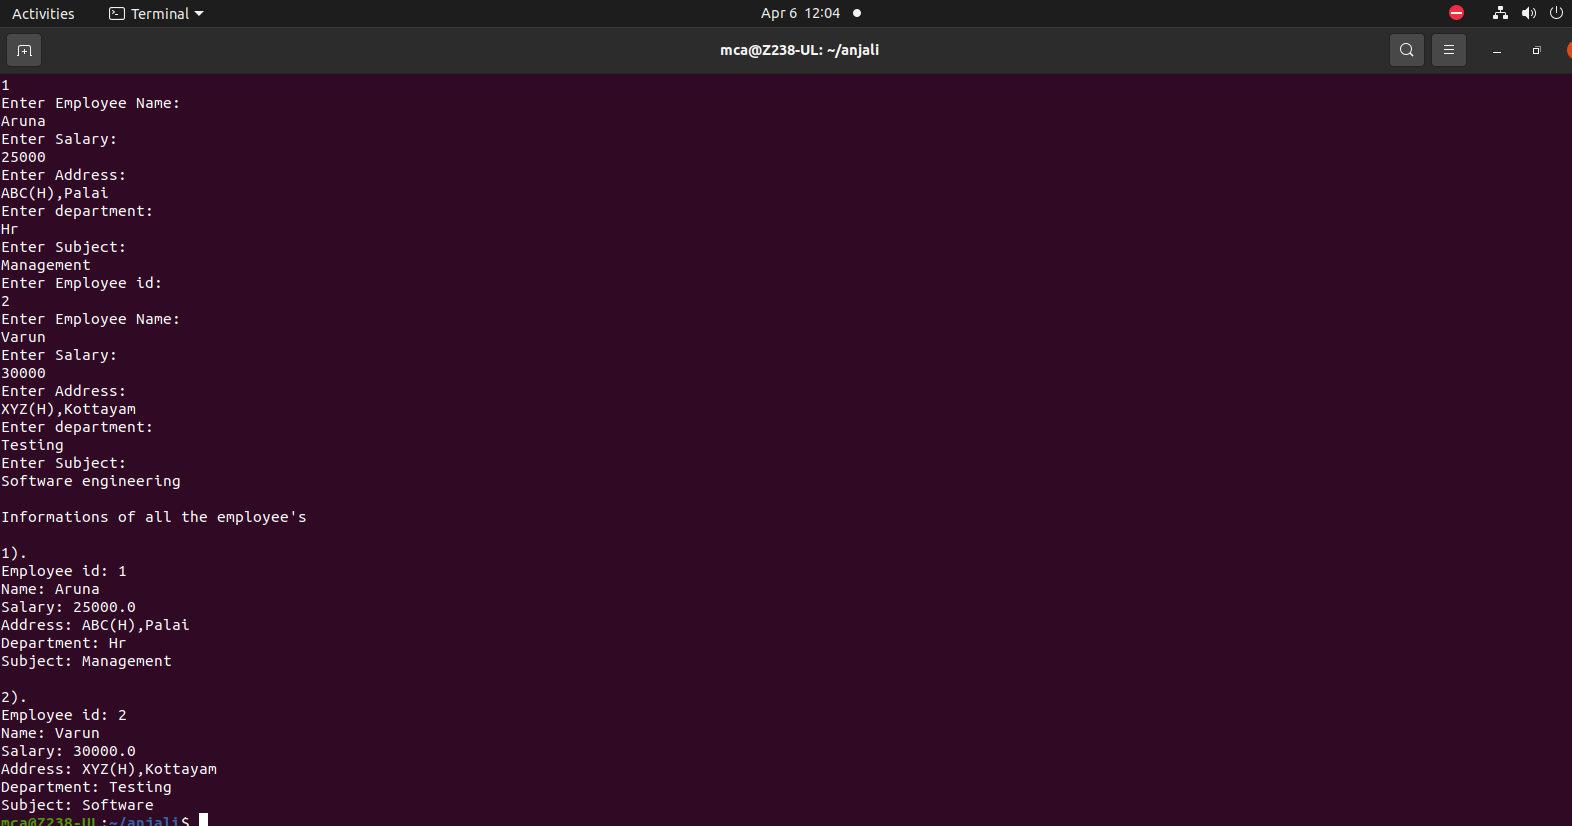 Activities Terminal Apr 6 12:04
mca@Z238-UL: ~/anjali
1
Enter Employee Name:
Aruna
Enter Salary:
25000
Enter Address:
ABC(H),Palai
Enter department:
Hr
Enter Subject:
Management
Enter Employee id:
2
Enter Employee Name:
Varun
Enter Salary:
30000
Enter Address:
XYZ(H),Kottayam
Enter department:
Testing
Enter Subject:
Software engineering
Informations of all the employee's
1).
Employee id: 1
Name: Aruna
Salary: 25000.0
Address: ABC(H),Palai
Department: Hr
Subject: Management
2).
Employee id: 2
Name: Varun
Salary: 30000.0
Address: XYZ(H),Kottayam
Department: Testing
Subject: Software
mca@Z238-UL:~/anjali$